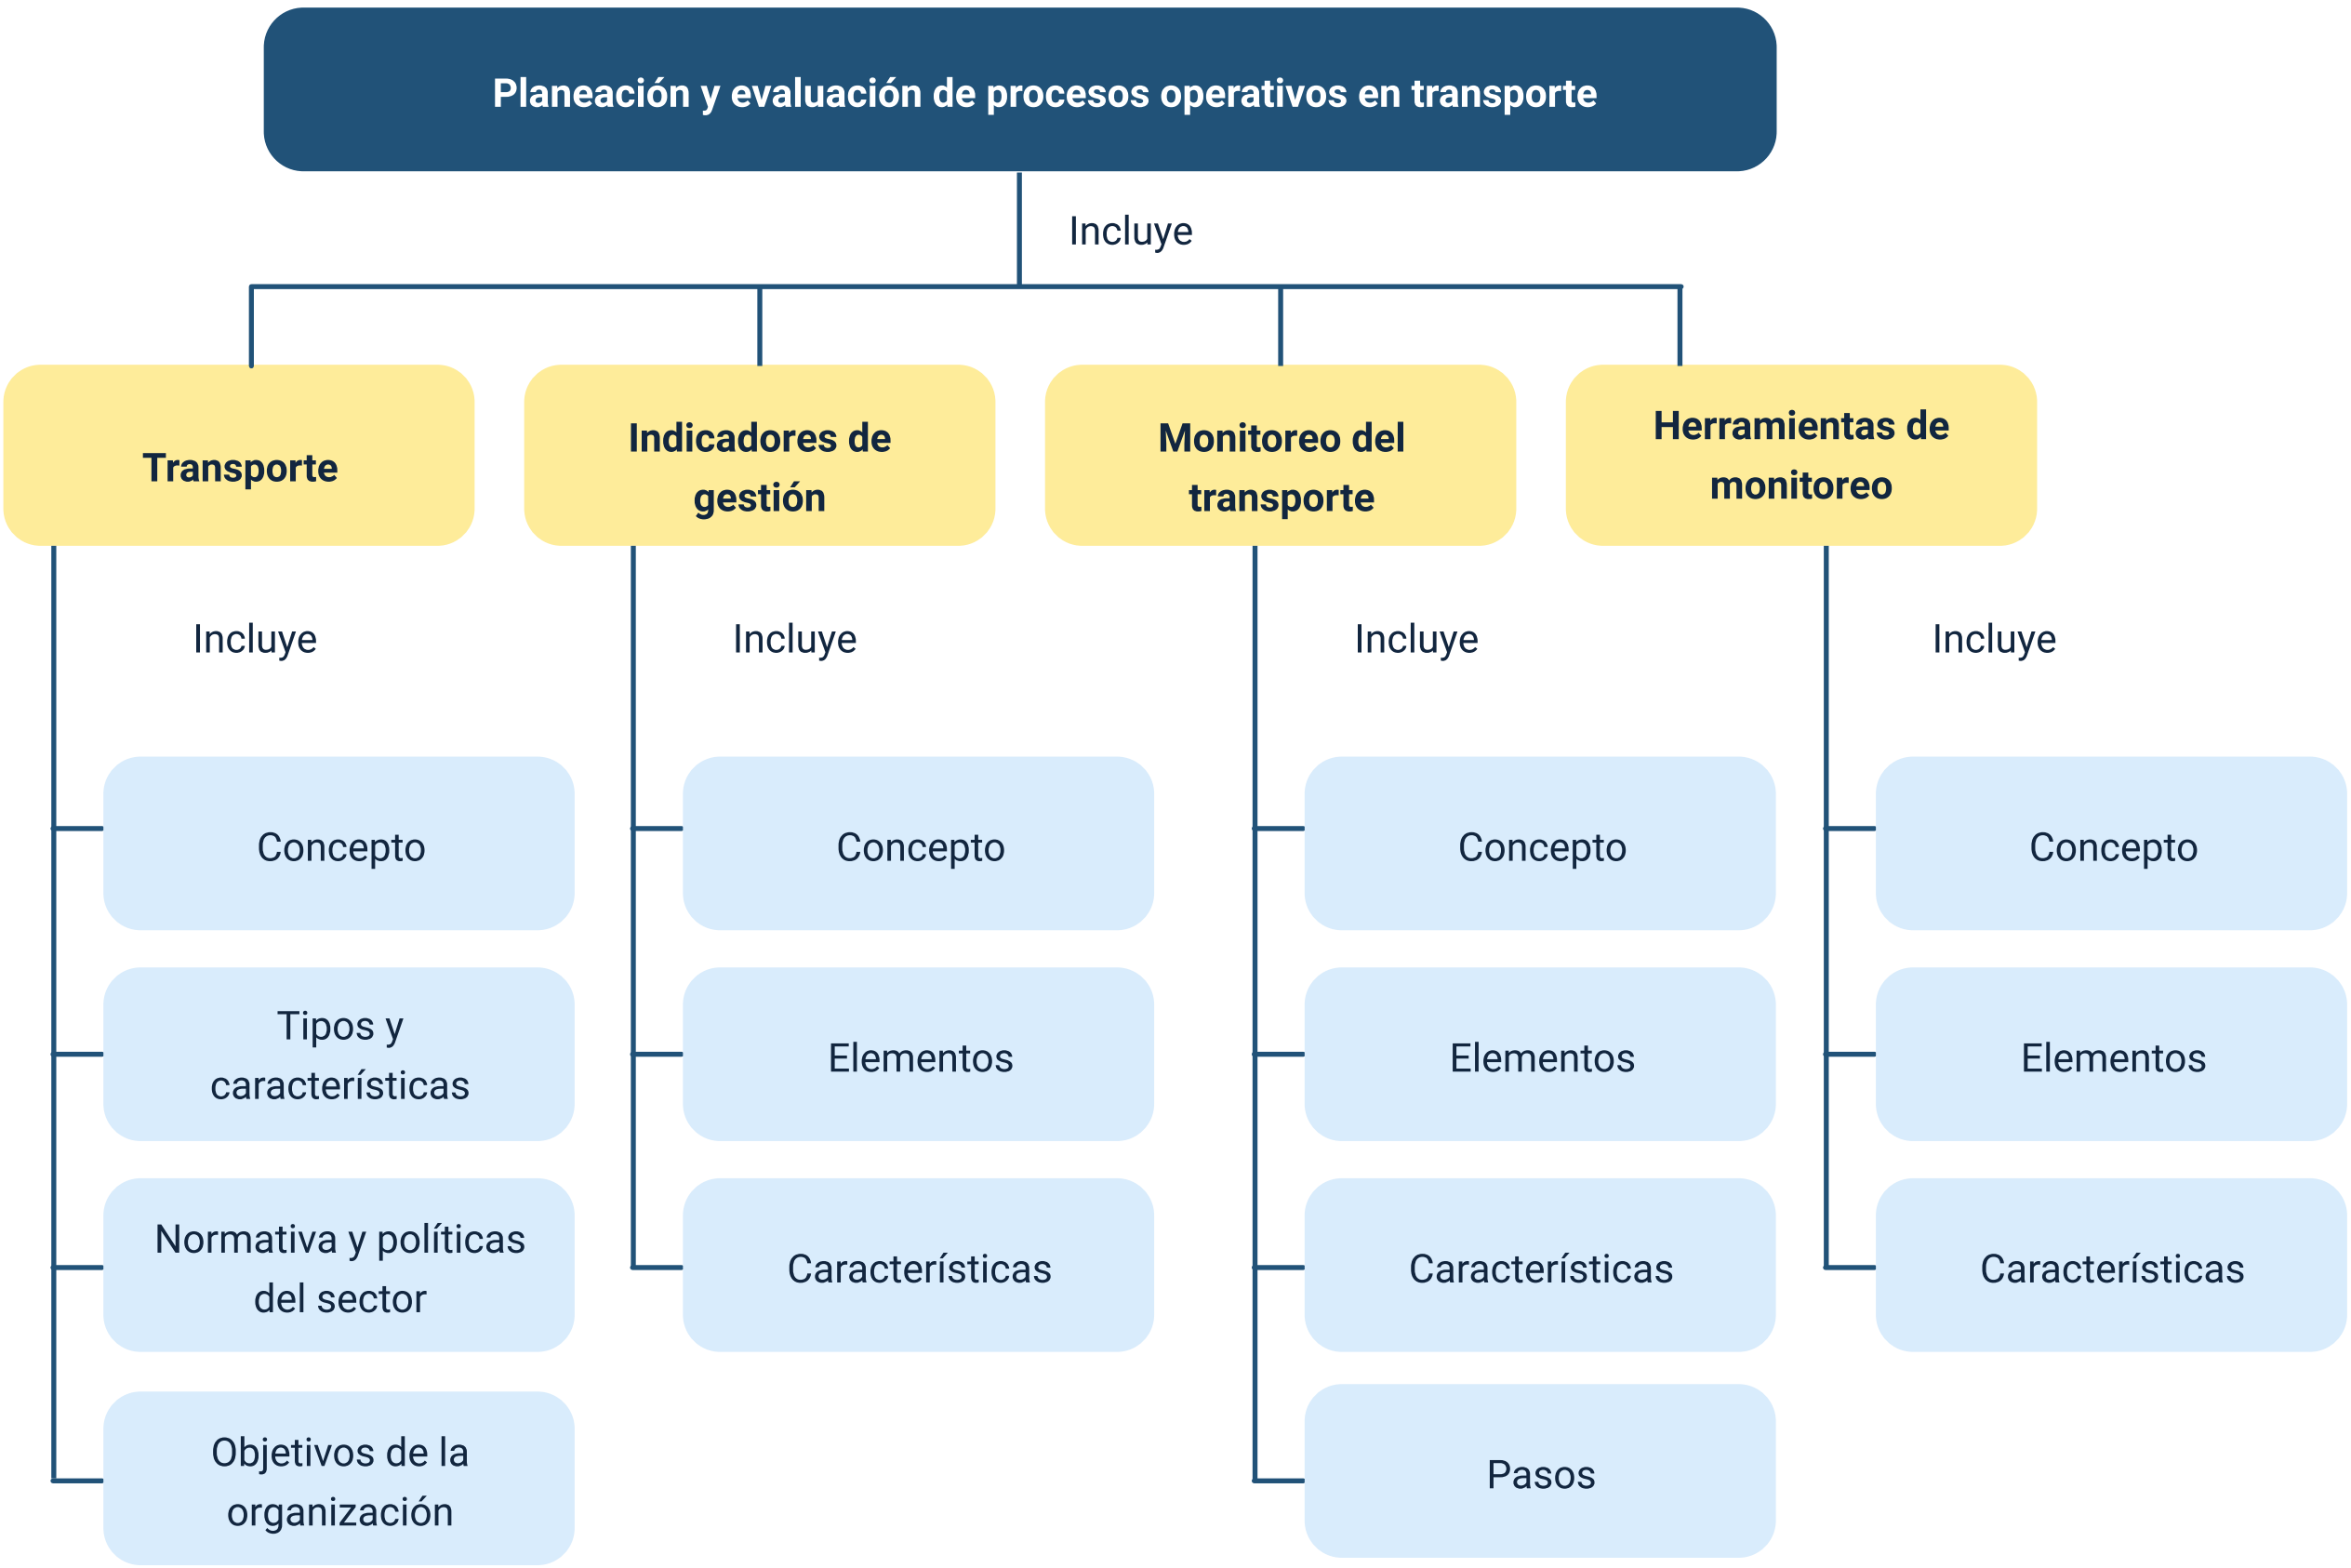 Planeación y evaluación de procesos operativos en transporte
Incluye
Transporte
Indicadores de
gestión
Monitoreo del
transporte
Herramientas de
monitoreo
Incluye
Incluye
Incluye
Incluye
Concepto
Concepto
Concepto
Concepto
Tipos y
características
Elementos
Elementos
Elementos
Normativa y políticas
del sector
Características
Características
Características
Objetivos de la
organización
Pasos